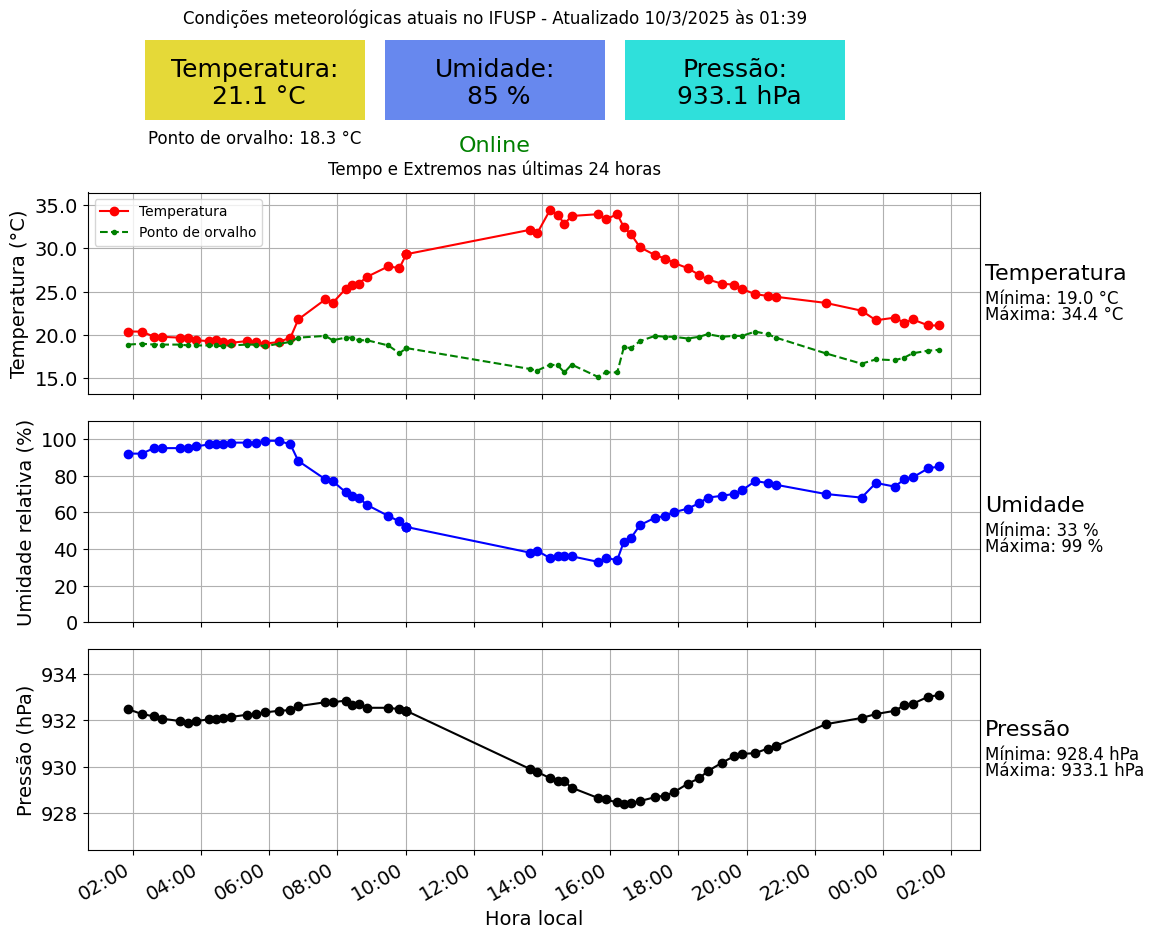 Condições meteorológicas atuais no IFUSP - Atualizado 10/3/2025 às 01:39
Temperatura:
21.1 °C
Umidade:
85 %
Pressão:
933.1 hPa
Ponto de orvalho: 18.3 °C
Online
Tempo e Extremos nas últimas 24 horas
Temperatura (°C)
35.0
30.0
25.0
20.0
15.0
Temperatura
Ponto de orvalho
Temperatura
Mínima: 19.0 °C
Máxima: 34.4 °C
Umidade relativa (%)
100
80
60
40
20
0
Umidade
Mínima: 33 %
Máxima: 99 %
Pressão (hPa)
934
932
930
928
Pressão
Mínima: 928.4 hPa
Máxima: 933.1 hPa
02:00
04:00
06:00
08:00
10:00
12:00
14:00
16:00
18:00
20:00
22:00
00:00
02:00
Hora local